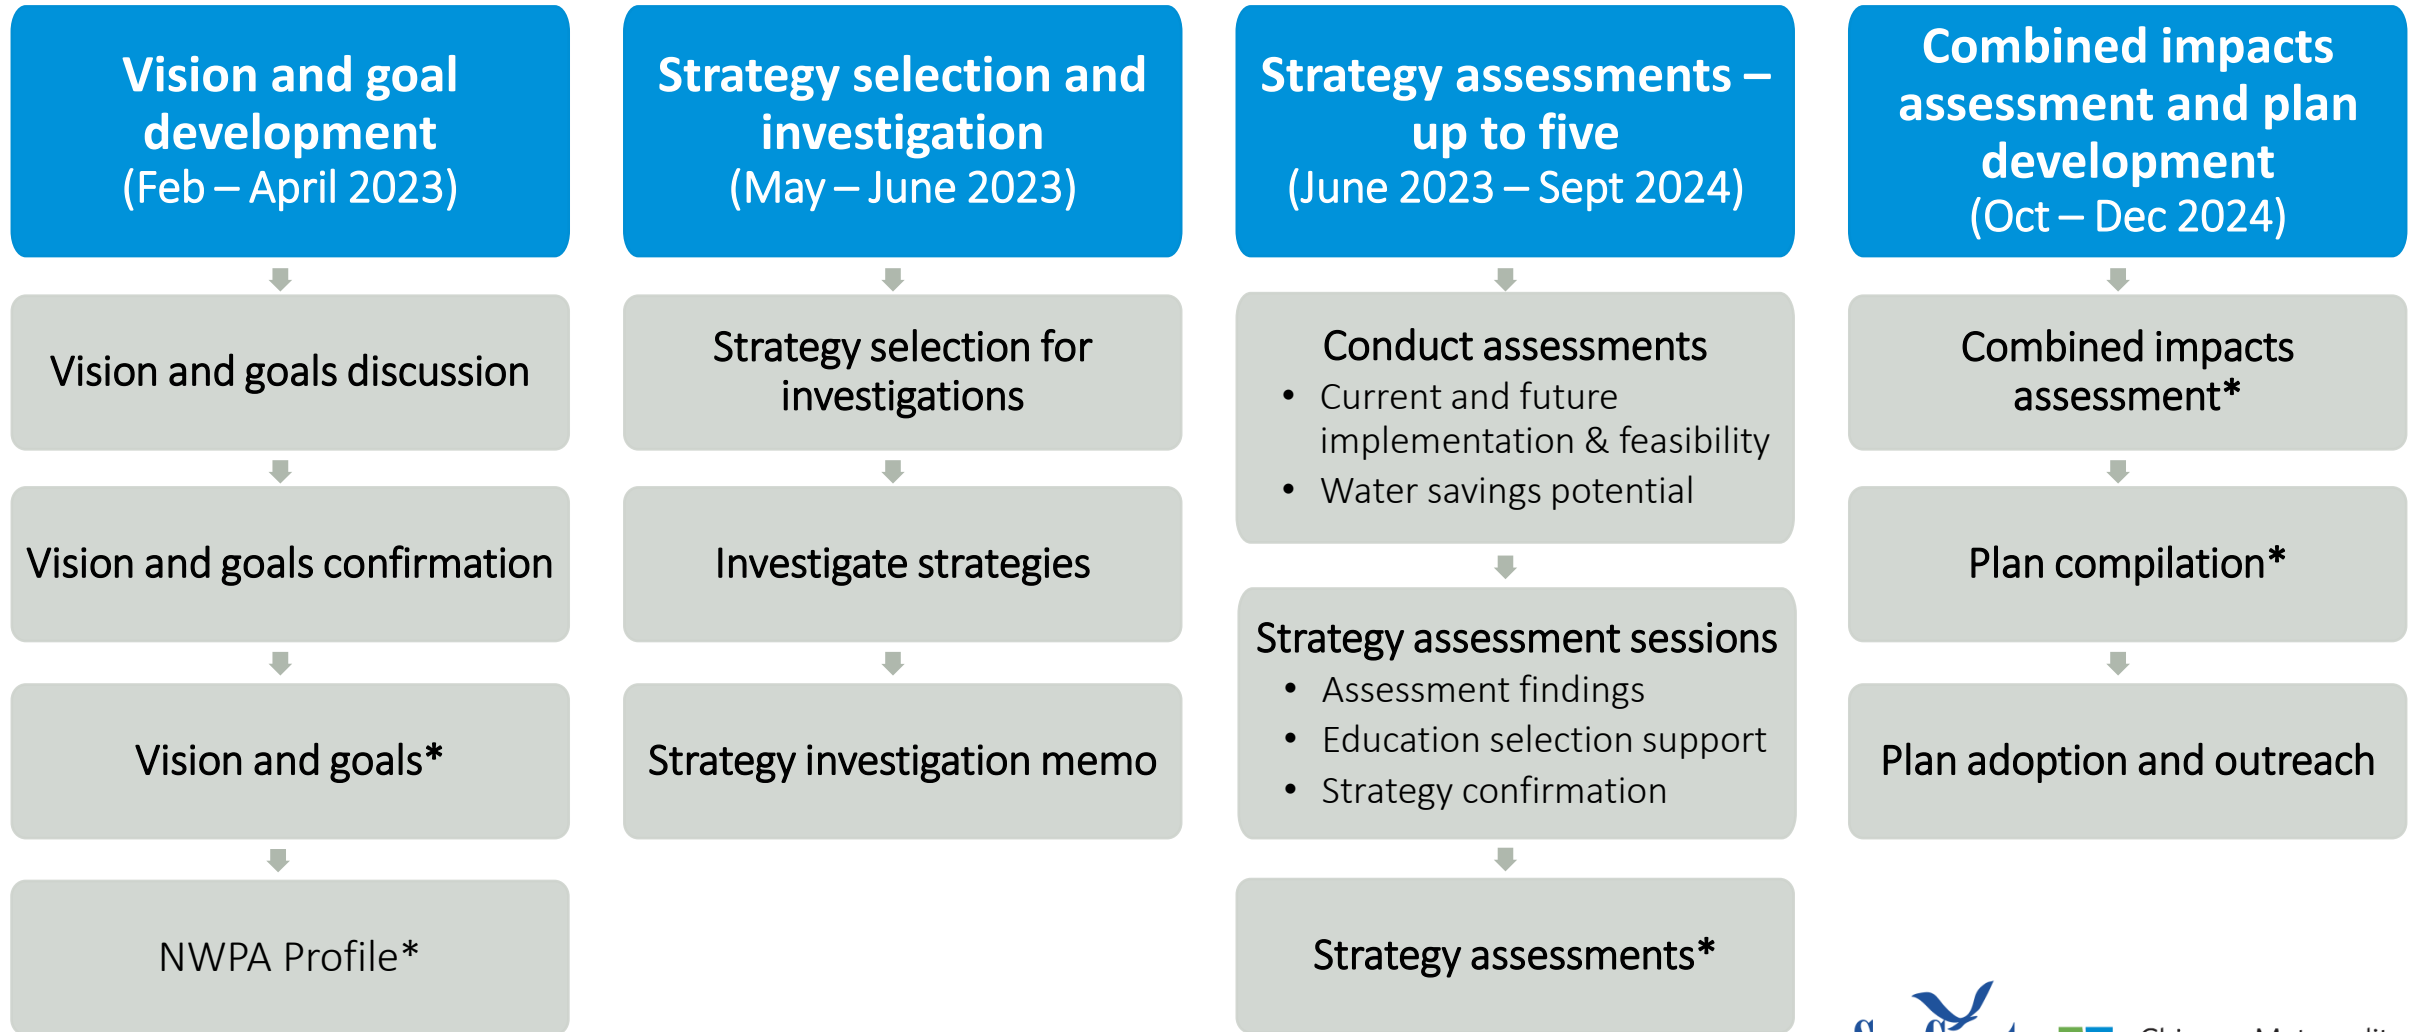 Vision and goal
development
(Feb – April 2023)
Vision and goals discussion
Vision and goals confirmation
Vision and goals*
NWPA Profile*
Strategy selection and
investigation
(May – June 2023)
Strategy selection for
investigations
Investigate strategies
Strategy investigation memo
Strategy assessments –
up to five
(June 2023 – Sept 2024)
Conduct assessments
• Current and future
implementation & feasibility
• Water savings potential
Strategy assessment sessions
• Assessment findings
• Education selection support
• Strategy confirmation
Strategy assessments*
Combined impacts
assessment and plan
development
(Oct – Dec 2024)
Combined impacts
assessment*
Plan compilation*
Plan adoption and outreach